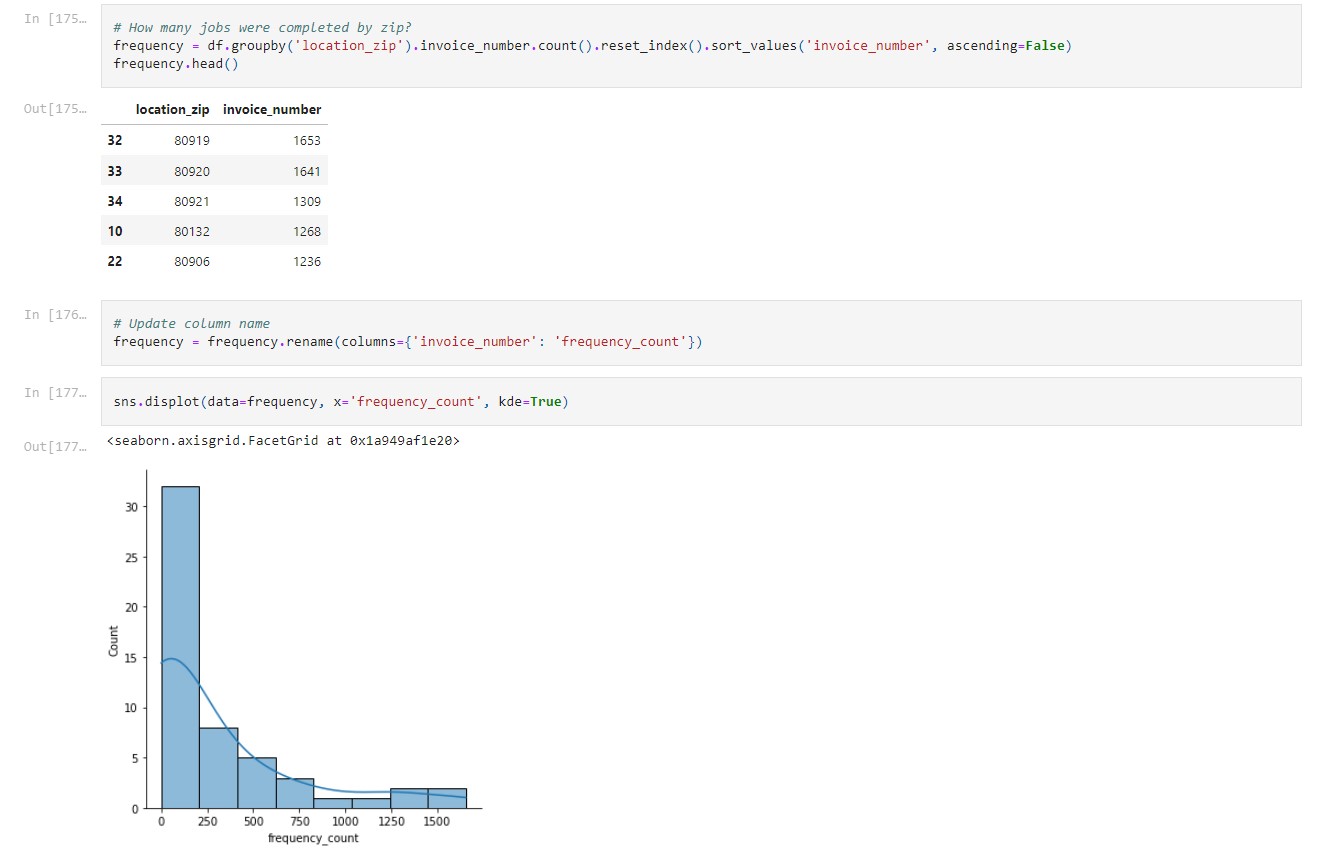 In [175…
# How many jobs were completed by zip?
frequency = df.groupby('location_zip').invoice_number.count().reset_index().sort_values('invoice_number', ascending=False)
frequency.head()
Out[175…
location_zip invoice_number
32 80919 1653
33 80920 1641
34 80921 1309
10 80132 1268
22 80906 1236
In [176…
# Update column name
frequency = frequency.rename(columns={'invoice_number': 'frequency_count'})
In [177…
sns.displot(data=frequency, x='frequency_count', kde=True)
Out[177…
<seaborn.axisgrid.FacetGrid at 0x1a949af1e20>
30
25
20
15
10
5
0
Count
0 250 500 750 1000 1250 1500
frequency_count